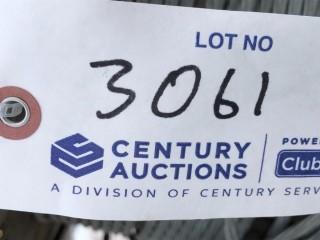 LOT NO
3061
CENTURY
AUCTIONS
POWE
Club
A DIVISION OF CENTURY SERV